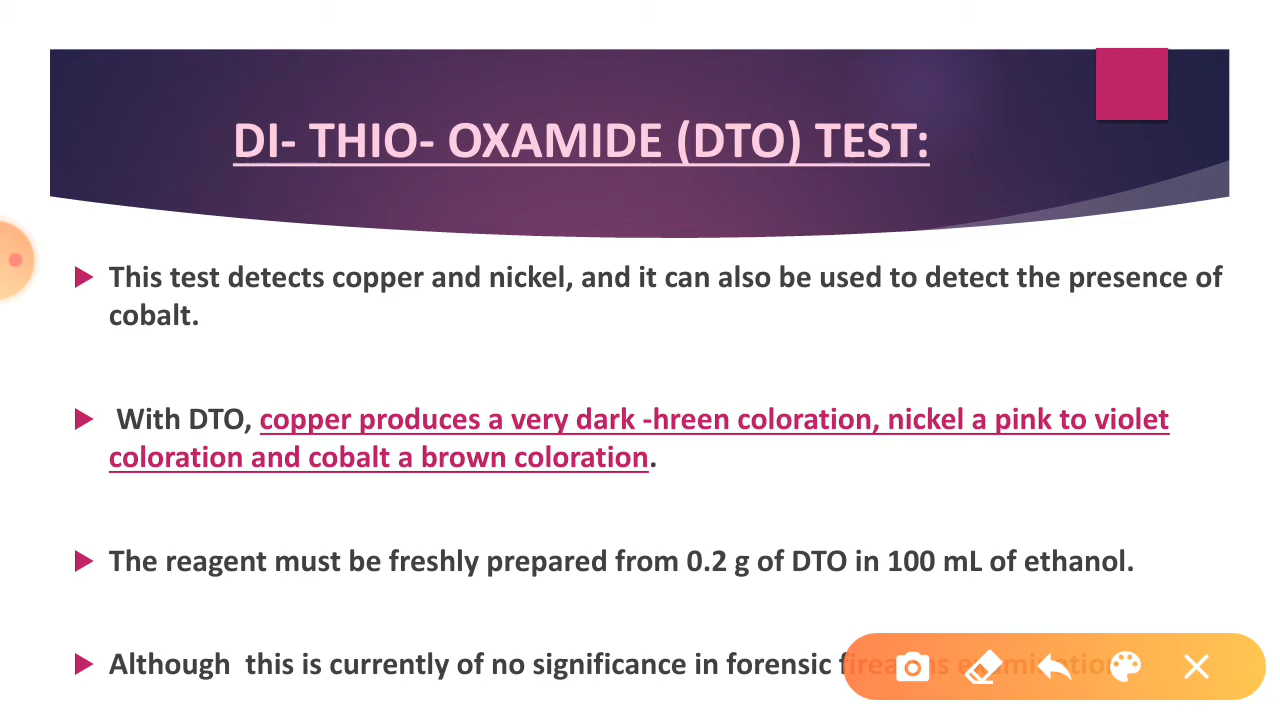 DI- THIO- OXAMIDE (DTO) TEST:
This test detects copper and nickel, and it can also be used to detect the presence of
cobalt.
With DTO, copper produces a very dark -hreen coloration, nickel a pink to violet
coloration and cobalt a brown coloration.
The reagent must be freshly prepared from 0.2 g of DTO in 100 mL of ethanol.
Although this is currently of no significance in forensic firearms examination